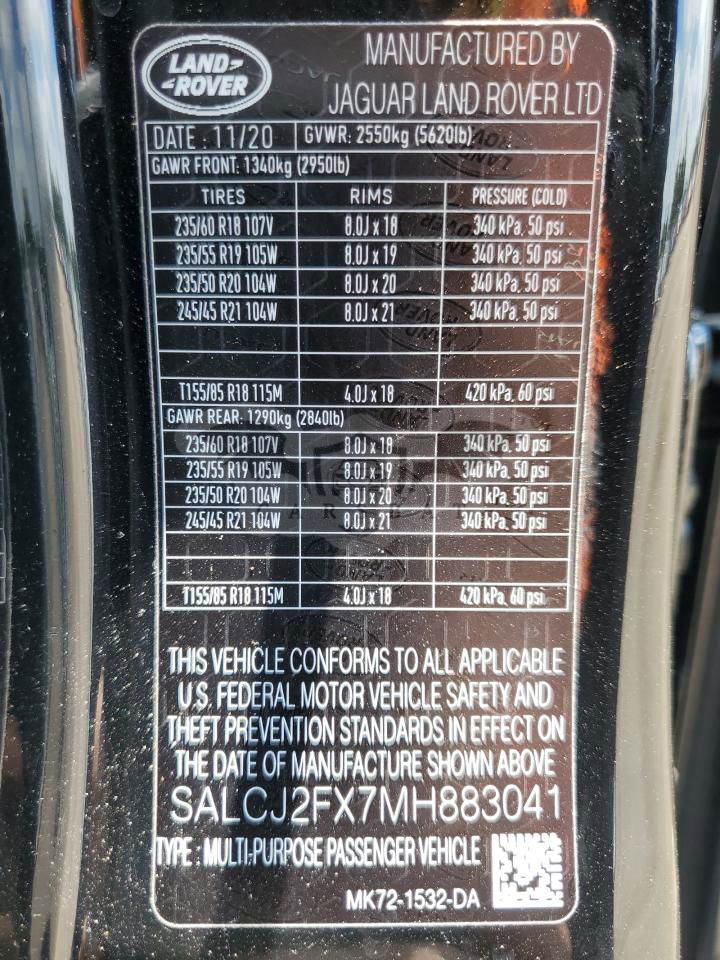 LAND-
-ROVER
MANUFACTURED BY
JAGUAR LAND ROVER LTD
DATE : 11/20 GVWR: 2550kg (5620lb)
GAWR FRONT: 1340kg (2950lb)
TIRES RIMS PRESSURE (COLD)
235/60 R18 107V 8.0J x 18 340 kPa, 50 psi
235/55 R19 105W 8.0J x 19 340 kPa, 50 psi
235/50 R20 104W 8.0J x 20 340 kPa, 50 psi
245/45 R21 104W 8.0J x 21 340 kPa, 50 psi
T155/85 R18 115M 4.0J x 18 420 kPa, 60 psi
GAWR REAR: 1290kg (2840lb)
235/60 R18 107V 8.0J x 18 340 kPa, 50 psi
235/55 R19 105W 8.0J x 19 340 kPa, 50 psi
235/50 R20 104W 8.0J x 20 340 kPa, 50 psi
245/45 R21 104W 8.0J x 21 340 kPa, 50 psi
T155/85 R18 115M 4.0J x 18 420 kPa, 60 psi
THIS VEHICLE CONFORMS TO ALL APPLICABLE
U.S. FEDERAL MOTOR VEHICLE SAFETY AND
THEFT PREVENTION STANDARDS IN EFFECT ON
THE DATE OF MANUFACTURE SHOWN ABOVE
SALCJ2FX7MH883041
TYPE : MULTI-PURPOSE PASSENGER VEHICLE
MK72-1532-DA